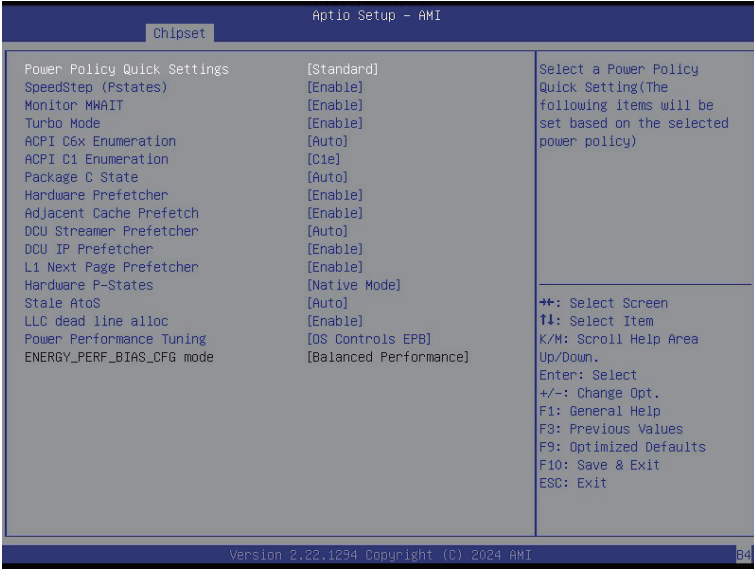 Aptio Setup – AMI
Chipset
Power Policy Quick Settings [Standard]
SpeedStep (Pstates) [Enable]
Monitor MWAIT [Enable]
Turbo Mode [Enable]
ACPI C6x Enumeration [Auto]
ACPI C1 Enumeration [C1e]
Package C State [Auto]
Hardware Prefetcher [Enable]
Adjacent Cache Prefetch [Enable]
DCU Streamer Prefetcher [Auto]
DCU IP Prefetcher [Enable]
L1 Next Page Prefetcher [Enable]
Hardware P-States [Native Mode]
Stale AtoS [Auto]
LLC dead line alloc [Enable]
Power Performance Tuning [OS Controls EPB]
ENERGY_PERF_BIAS_CFG mode [Balanced Performance]
Select a Power Policy
Quick Setting(The
following items will be
set based on the selected
power policy)
→←: Select Screen
↑↓: Select Item
K/M: Scroll Help Area
Up/Down.
Enter: Select
+/-: Change Opt.
F1: General Help
F3: Previous Values
F9: Optimized Defaults
F10: Save & Exit
ESC: Exit
Version 2.22.1294 Copyright (C) 2024 AMI
B4